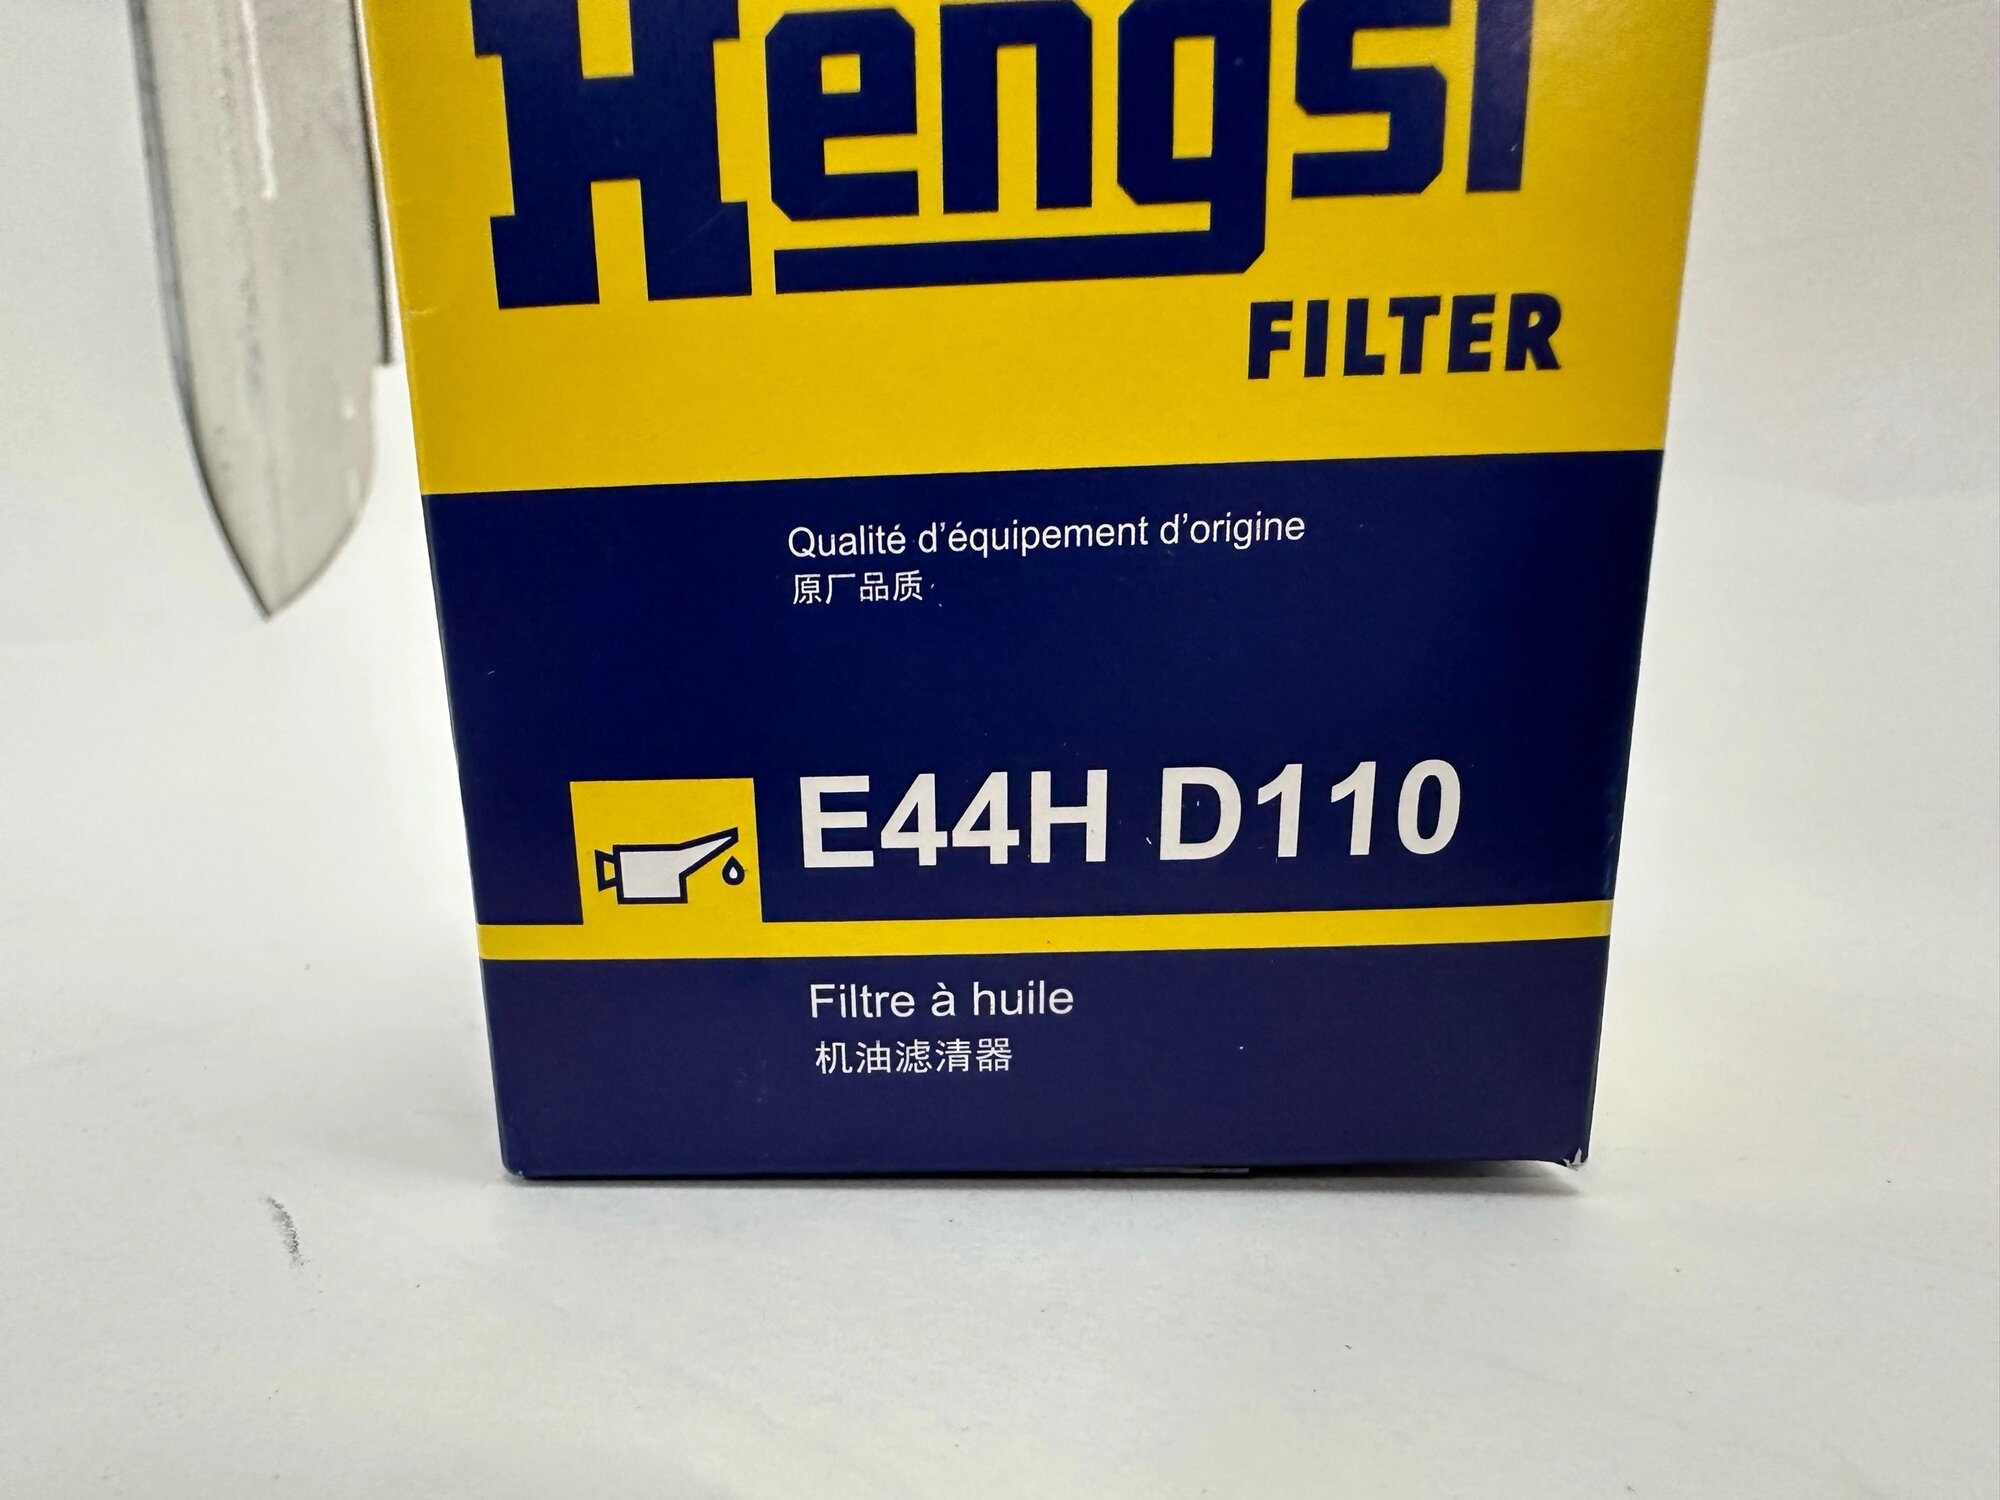 Hengst
FILTER
Qualité d'équipement d'origine
原厂品质
E44H D110
Filtre à huile
机油滤清器